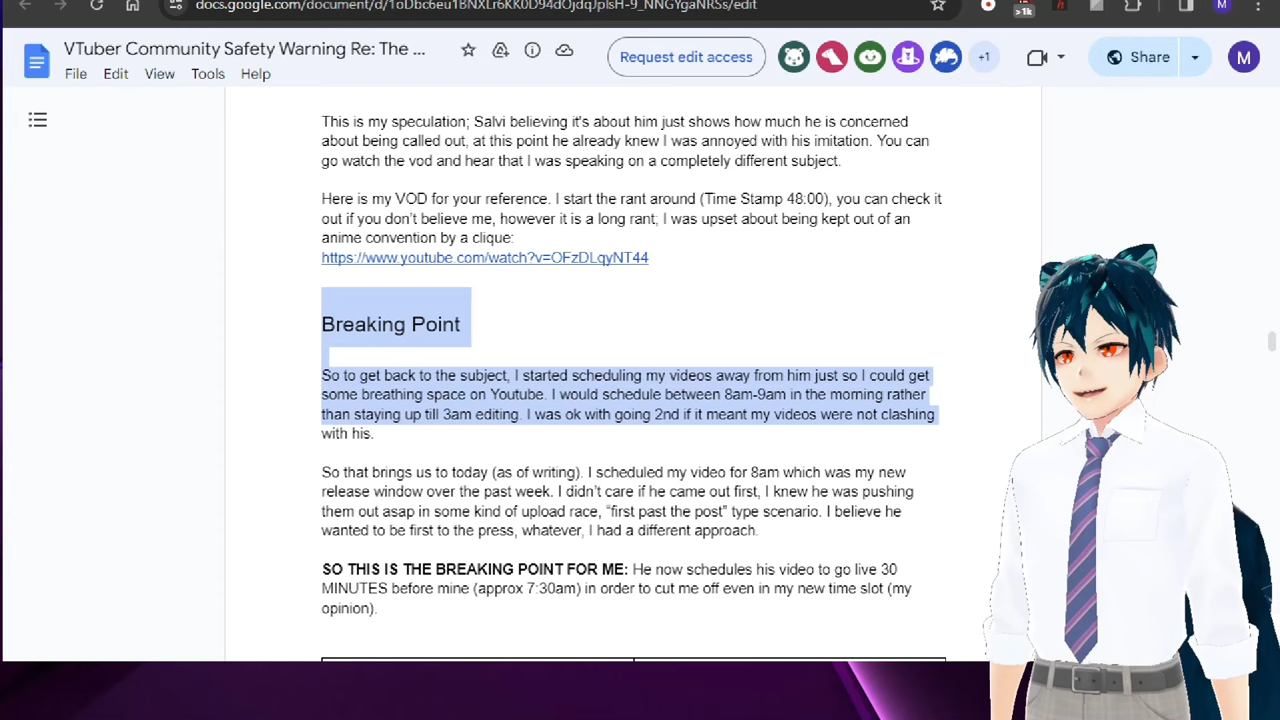 docs.google.com/document/d/1oDbc6eu1BNXLr6KK0D94dOjdqJpIsH-9_NNGYgaNRSs/edit
>1k
M
VTuber Community Safety Warning Re: The ...
Request edit access
+1
Share
M
File Edit View Tools Help
This is my speculation; Salvi believing it's about him just shows how much he is concerned
about being called out, at this point he already knew I was annoyed with his imitation. You can
go watch the vod and hear that I was speaking on a completely different subject.
Here is my VOD for your reference. I start the rant around (Time Stamp 48:00), you can check it
out if you don't believe me, however it is a long rant; I was upset about being kept out of an
anime convention by a clique:
https://www.youtube.com/watch?v=OFzDLqyNT44
Breaking Point
So to get back to the subject, I started scheduling my videos away from him just so I could get
some breathing space on Youtube. I would schedule between 8am-9am in the morning rather
than staying up till 3am editing. I was ok with going 2nd if it meant my videos were not clashing
with his.
So that brings us to today (as of writing). I scheduled my video for 8am which was my new
release window over the past week. I didn't care if he came out first, I knew he was pushing
them out asap in some kind of upload race, “first past the post” type scenario. I believe he
wanted to be first to the press, whatever, I had a different approach.
SO THIS IS THE BREAKING POINT FOR ME: He now schedules his video to go live 30
MINUTES before mine (approx 7:30am) in order to cut me off even in my new time slot (my
opinion).